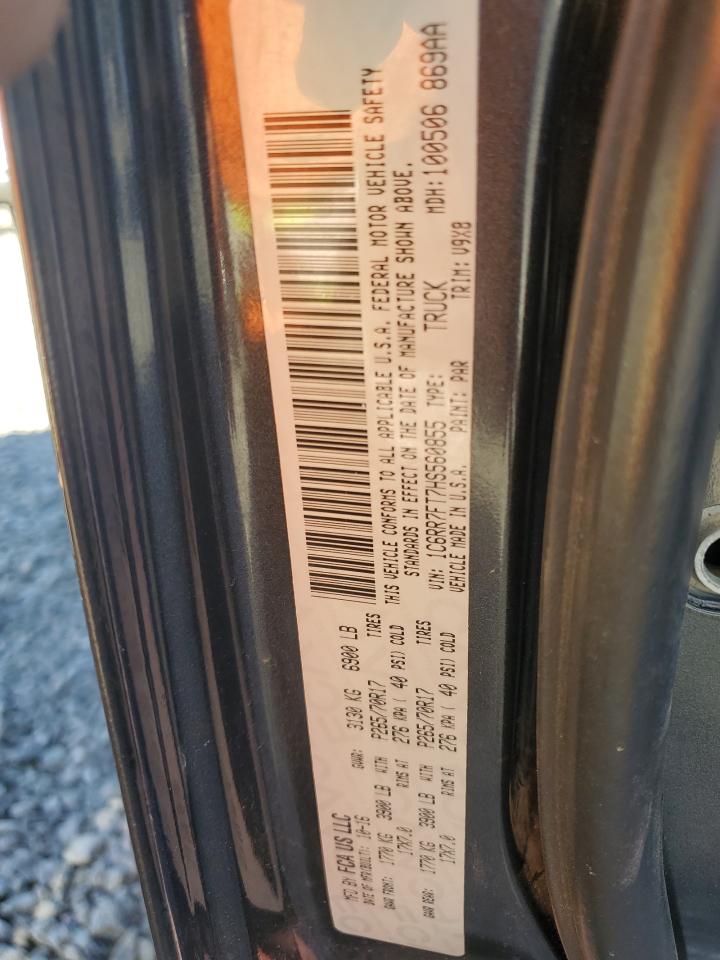 MFD BY FCA US LLC
DATE OF MFR(BUILT): 10-16 GVWR: 3130 KG 6900 LB
GAWR FRONT: 1770 KG 3900 LB WITH P265/70R17 TIRES
17X7.0 RIMS AT 276 KPA ( 40 PSI) COLD
GAWR REAR: 1770 KG 3900 LB WITH P265/70R17 TIRES
17X7.0 RIMS AT 276 KPA ( 40 PSI) COLD
THIS VEHICLE CONFORMS TO ALL APPLICABLE U.S.A. FEDERAL MOTOR VEHICLE SAFETY
STANDARDS IN EFFECT ON THE DATE OF MANUFACTURE SHOWN ABOVE.
VIN: 1C6RR7FT7HS560855 TYPE: TRUCK MDH:100506 869AA
VEHICLE MADE IN U.S.A. PAINT: PAR TRIM: V9X8